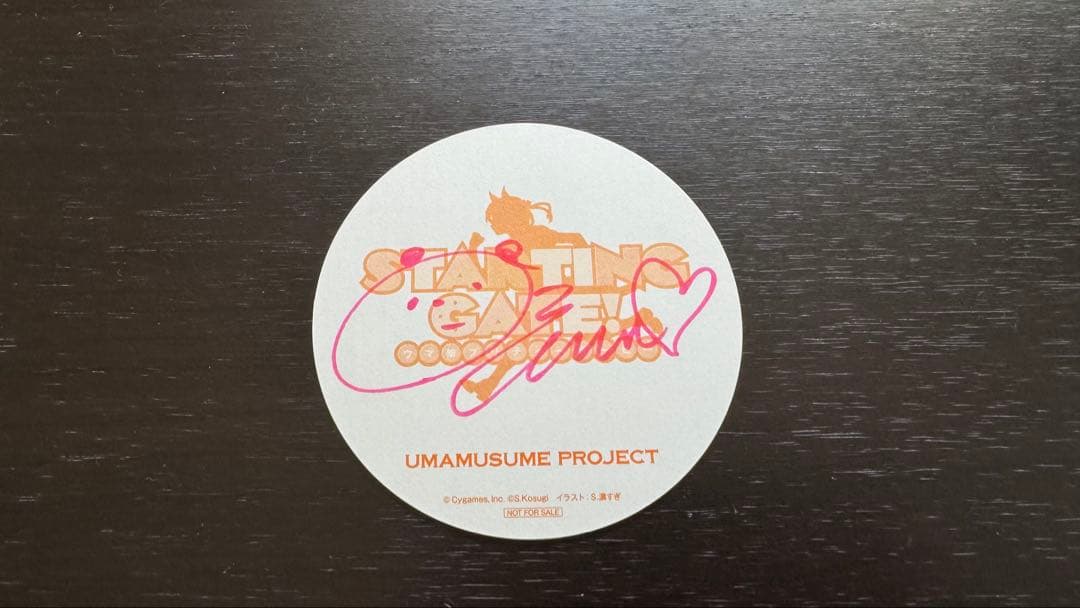 STARTING
GATE!
UMAMUSUME PROJECT
© Cygames, Inc. ©S.Kosugi イラスト:S.濃すぎ
NOT FOR SALE